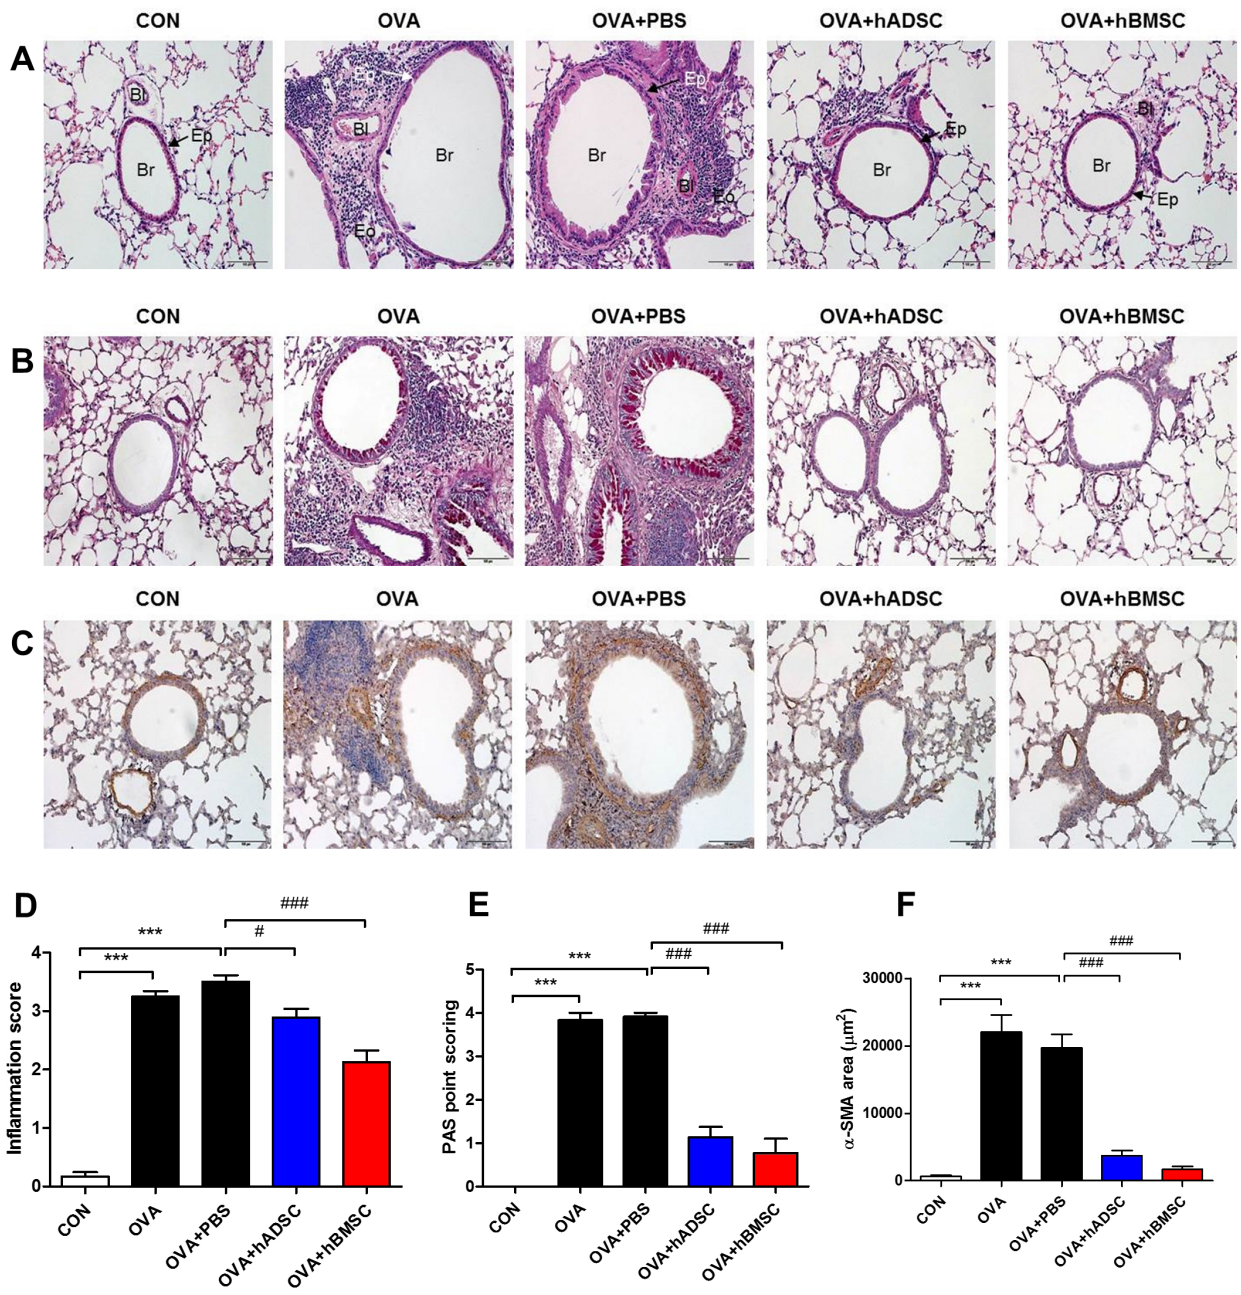 CON OVA OVA+PBS OVA+hADSC OVA+hBMSC
A
Bl Ep Br
Ep Bl Br Eo
Ep Br Bl Eo
Ep Br
Bl Br Ep
CON OVA OVA+PBS OVA+hADSC OVA+hBMSC
B
CON OVA OVA+PBS OVA+hADSC OVA+hBMSC
C
D
###
*** #
***
Inflammation score
4
3
2
1
0
CON OVA OVA+PBS OVA+hADSC OVA+hBMSC
E
###
*** ###
***
PAS point scoring
5
4
3
2
1
0
CON OVA OVA+PBS OVA+hADSC OVA+hBMSC
F
###
*** ###
***
α-SMA area (μm²)
30000
20000
10000
0
CON OVA OVA+PBS OVA+hADSC OVA+hBMSC